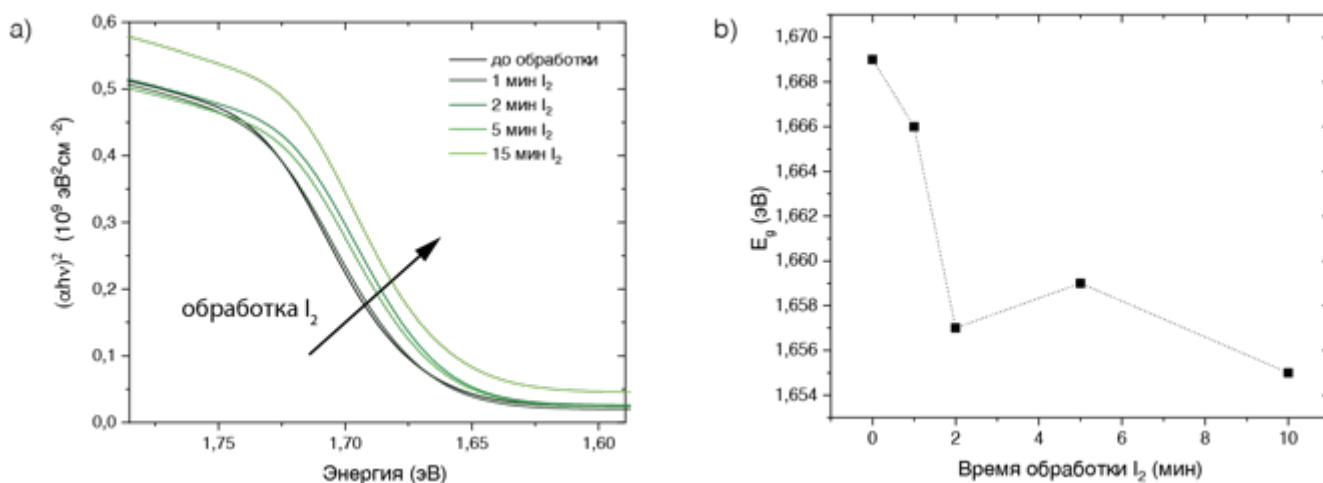 a)
0,6
0,5
0,4
0,3
0,2
0,1
0,0
(αhν)² (10⁹ эВ²см⁻²)
до обработки
1 мин I₂
2 мин I₂
5 мин I₂
15 мин I₂
обработка I₂
1,75
1,70
1,65
1,60
Энергия (эВ)
b)
1,670
1,668
1,666
1,664
1,662
1,660
1,658
1,656
1,654
E_g (эВ)
0
2
4
6
8
10
Время обработки I₂ (мин)